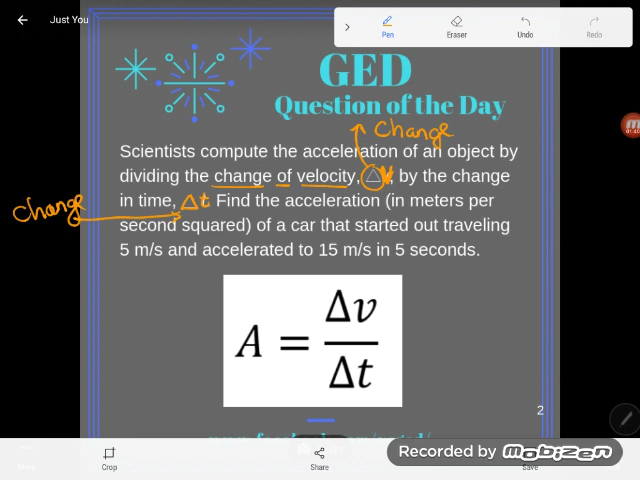 Just You
Pen
Eraser
Undo
Redo
GED
Question of the Day
Change
Scientists compute the acceleration of an object by
dividing the change of velocity, △v, by the change
in time, Δt Find the acceleration (in meters per
change
second squared) of a car that started out traveling
5 m/s and accelerated to 15 m/s in 5 seconds.
A = Δv/Δt
2
Crop
Share
Save
Recorded by Mobizen